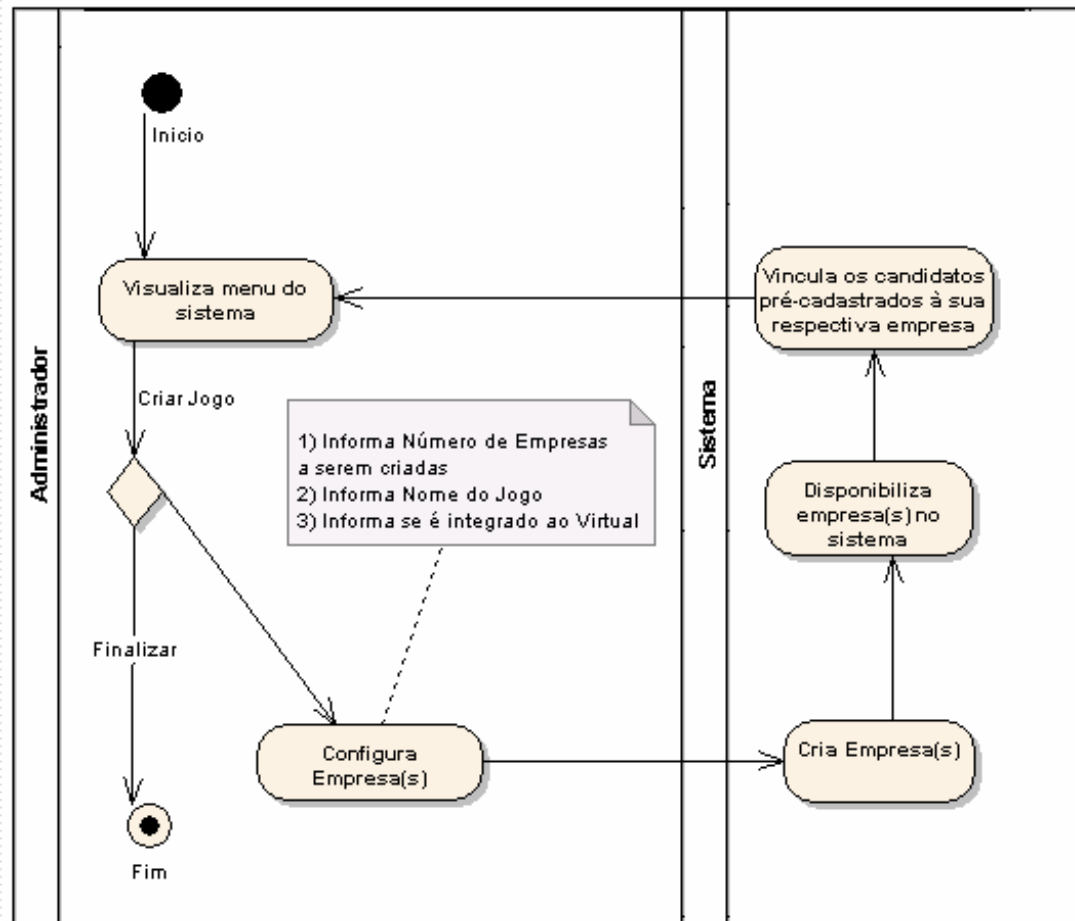 Administrador
Sistema
Inicio
Visualiza menu do
sistema
Vincula os candidatos
pré-cadastrados à sua
respectiva empresa
Criar Jogo
1) Informa Número de Empresas
a serem criadas
2) Informa Nome do Jogo
3) Informa se é integrado ao Virtual
Disponibiliza
empresa(s) no
sistema
Finalizar
Configura
Empresa(s)
Cria Empresa(s)
Fim